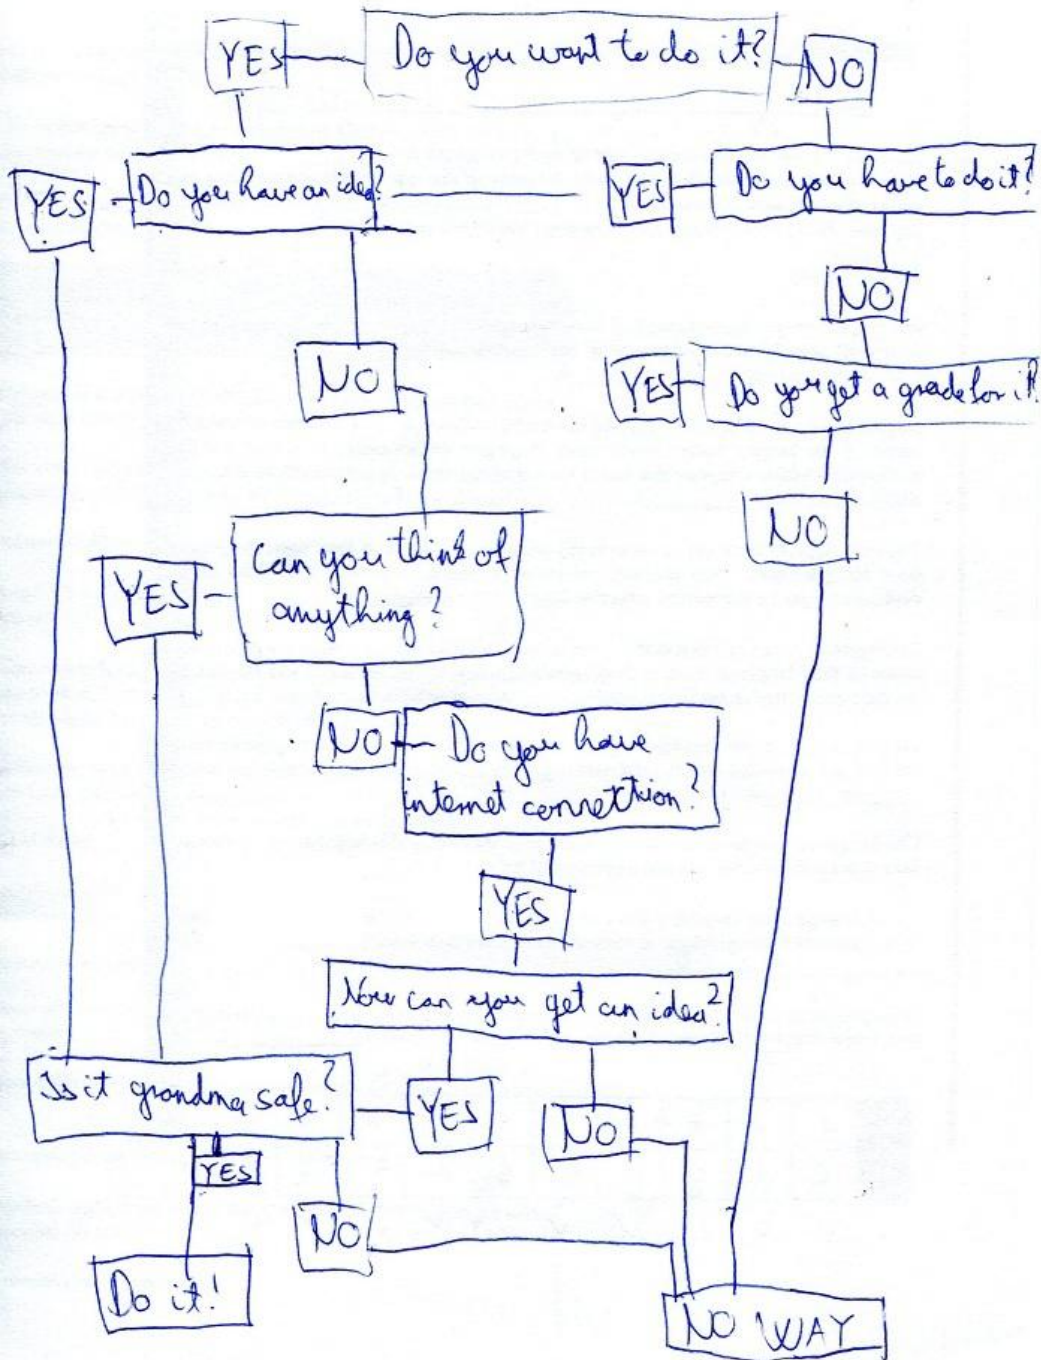 YES
Do you want to do it?
NO
YES
Do you have an idea?
YES
Do you have to do it?
NO
NO
YES
Do you get a grade for it?
NO
YES
Can you think of
anything?
NO
Do you have
internet connettion?
YES
Now can you get an idea?
Is it grandma safe?
YES
NO
YES
NO
Do it!
NO WAY